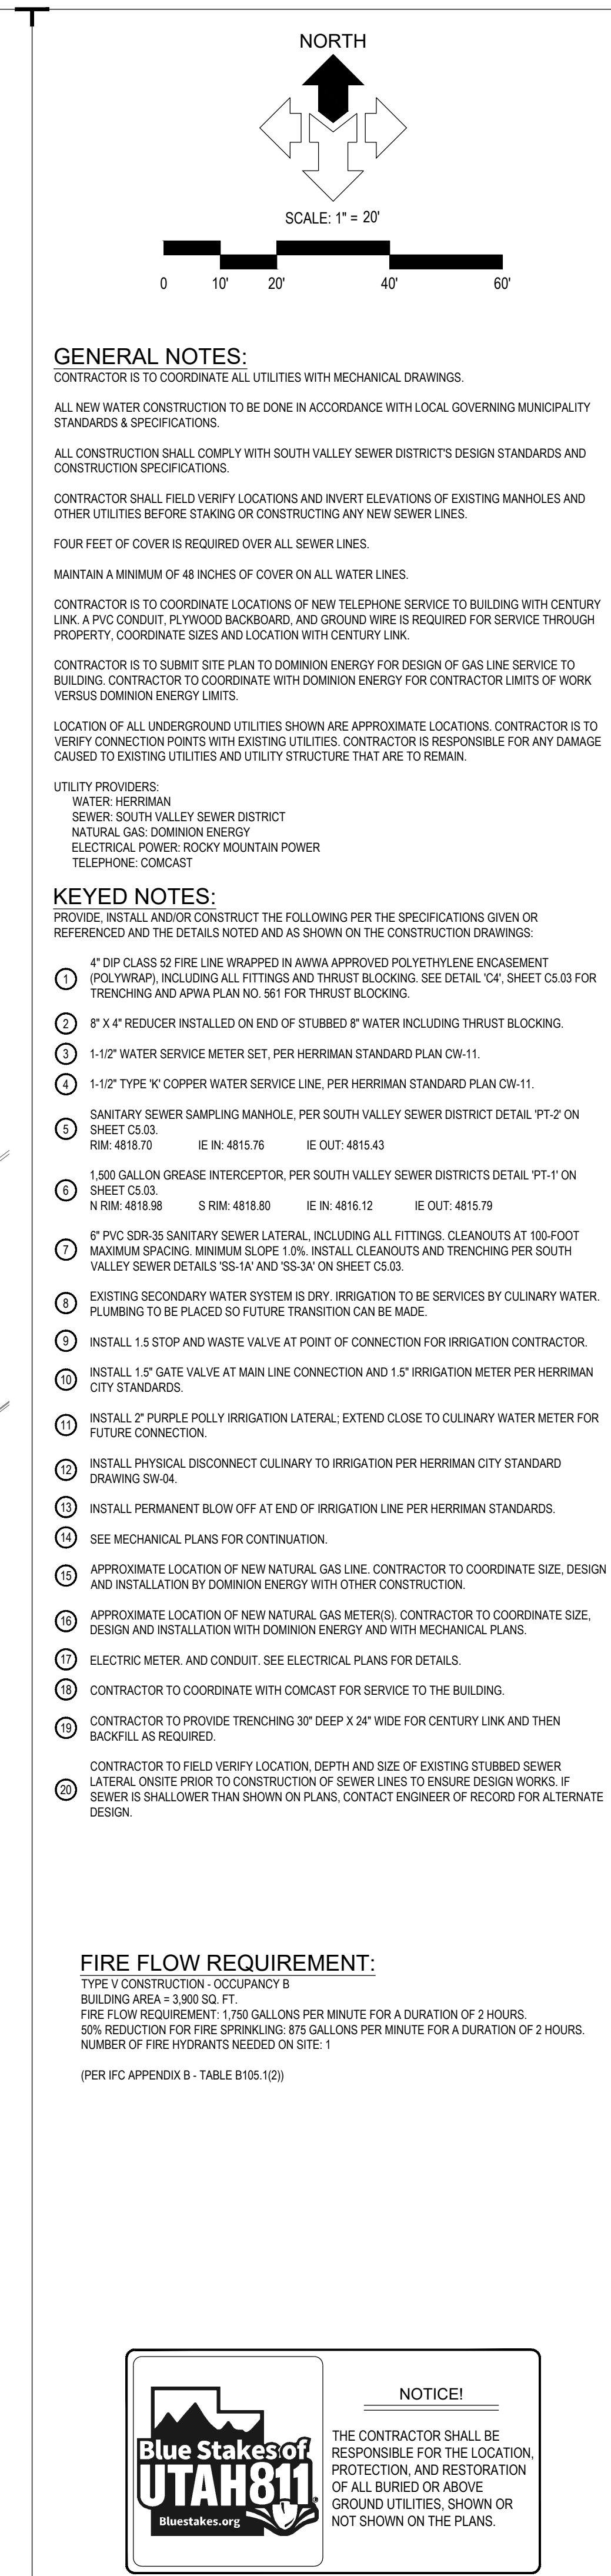 NORTH
SCALE: 1" = 20'
0 10' 20' 40' 60'
GENERAL NOTES:
CONTRACTOR IS TO COORDINATE ALL UTILITIES WITH MECHANICAL DRAWINGS.
ALL NEW WATER CONSTRUCTION TO BE DONE IN ACCORDANCE WITH LOCAL GOVERNING MUNICIPALITY
STANDARDS & SPECIFICATIONS.
ALL CONSTRUCTION SHALL COMPLY WITH SOUTH VALLEY SEWER DISTRICT'S DESIGN STANDARDS AND
CONSTRUCTION SPECIFICATIONS.
CONTRACTOR SHALL FIELD VERIFY LOCATIONS AND INVERT ELEVATIONS OF EXISTING MANHOLES AND
OTHER UTILITIES BEFORE STAKING OR CONSTRUCTING ANY NEW SEWER LINES.
FOUR FEET OF COVER IS REQUIRED OVER ALL SEWER LINES.
MAINTAIN A MINIMUM OF 48 INCHES OF COVER ON ALL WATER LINES.
CONTRACTOR IS TO COORDINATE LOCATIONS OF NEW TELEPHONE SERVICE TO BUILDING WITH CENTURY
LINK. A PVC CONDUIT, PLYWOOD BACKBOARD, AND GROUND WIRE IS REQUIRED FOR SERVICE THROUGH
PROPERTY, COORDINATE SIZES AND LOCATION WITH CENTURY LINK.
CONTRACTOR IS TO SUBMIT SITE PLAN TO DOMINION ENERGY FOR DESIGN OF GAS LINE SERVICE TO
BUILDING. CONTRACTOR TO COORDINATE WITH DOMINION ENERGY FOR CONTRACTOR LIMITS OF WORK
VERSUS DOMINION ENERGY LIMITS.
LOCATION OF ALL UNDERGROUND UTILITIES SHOWN ARE APPROXIMATE LOCATIONS. CONTRACTOR IS TO
VERIFY CONNECTION POINTS WITH EXISTING UTILITIES. CONTRACTOR IS RESPONSIBLE FOR ANY DAMAGE
CAUSED TO EXISTING UTILITIES AND UTILITY STRUCTURE THAT ARE TO REMAIN.
UTILITY PROVIDERS:
WATER: HERRIMAN
SEWER: SOUTH VALLEY SEWER DISTRICT
NATURAL GAS: DOMINION ENERGY
ELECTRICAL POWER: ROCKY MOUNTAIN POWER
TELEPHONE: COMCAST
KEYED NOTES:
PROVIDE, INSTALL AND/OR CONSTRUCT THE FOLLOWING PER THE SPECIFICATIONS GIVEN OR
REFERENCED AND THE DETAILS NOTED AND AS SHOWN ON THE CONSTRUCTION DRAWINGS:
1 4" DIP CLASS 52 FIRE LINE WRAPPED IN AWWA APPROVED POLYETHYLENE ENCASEMENT
(POLYWRAP), INCLUDING ALL FITTINGS AND THRUST BLOCKING. SEE DETAIL 'C4', SHEET C5.03 FOR
TRENCHING AND APWA PLAN NO. 561 FOR THRUST BLOCKING.
2 8" X 4" REDUCER INSTALLED ON END OF STUBBED 8" WATER INCLUDING THRUST BLOCKING.
3 1-1/2" WATER SERVICE METER SET, PER HERRIMAN STANDARD PLAN CW-11.
4 1-1/2" TYPE 'K' COPPER WATER SERVICE LINE, PER HERRIMAN STANDARD PLAN CW-11.
5 SANITARY SEWER SAMPLING MANHOLE, PER SOUTH VALLEY SEWER DISTRICT DETAIL 'PT-2' ON
SHEET C5.03.
RIM: 4818.70 IE IN: 4815.76 IE OUT: 4815.43
6 1,500 GALLON GREASE INTERCEPTOR, PER SOUTH VALLEY SEWER DISTRICTS DETAIL 'PT-1' ON
SHEET C5.03.
N RIM: 4818.98 S RIM: 4818.80 IE IN: 4816.12 IE OUT: 4815.79
7 6" PVC SDR-35 SANITARY SEWER LATERAL, INCLUDING ALL FITTINGS. CLEANOUTS AT 100-FOOT
MAXIMUM SPACING. MINIMUM SLOPE 1.0%. INSTALL CLEANOUTS AND TRENCHING PER SOUTH
VALLEY SEWER DETAILS 'SS-1A' AND 'SS-3A' ON SHEET C5.03.
8 EXISTING SECONDARY WATER SYSTEM IS DRY. IRRIGATION TO BE SERVICES BY CULINARY WATER.
PLUMBING TO BE PLACED SO FUTURE TRANSITION CAN BE MADE.
9 INSTALL 1.5 STOP AND WASTE VALVE AT POINT OF CONNECTION FOR IRRIGATION CONTRACTOR.
10 INSTALL 1.5" GATE VALVE AT MAIN LINE CONNECTION AND 1.5" IRRIGATION METER PER HERRIMAN
CITY STANDARDS.
11 INSTALL 2" PURPLE POLLY IRRIGATION LATERAL; EXTEND CLOSE TO CULINARY WATER METER FOR
FUTURE CONNECTION.
12 INSTALL PHYSICAL DISCONNECT CULINARY TO IRRIGATION PER HERRIMAN CITY STANDARD
DRAWING SW-04.
13 INSTALL PERMANENT BLOW OFF AT END OF IRRIGATION LINE PER HERRIMAN STANDARDS.
14 SEE MECHANICAL PLANS FOR CONTINUATION.
15 APPROXIMATE LOCATION OF NEW NATURAL GAS LINE. CONTRACTOR TO COORDINATE SIZE, DESIGN
AND INSTALLATION BY DOMINION ENERGY WITH OTHER CONSTRUCTION.
16 APPROXIMATE LOCATION OF NEW NATURAL GAS METER(S). CONTRACTOR TO COORDINATE SIZE,
DESIGN AND INSTALLATION WITH DOMINION ENERGY AND WITH MECHANICAL PLANS.
17 ELECTRIC METER. AND CONDUIT. SEE ELECTRICAL PLANS FOR DETAILS.
18 CONTRACTOR TO COORDINATE WITH COMCAST FOR SERVICE TO THE BUILDING.
19 CONTRACTOR TO PROVIDE TRENCHING 30" DEEP X 24" WIDE FOR CENTURY LINK AND THEN
BACKFILL AS REQUIRED.
20 CONTRACTOR TO FIELD VERIFY LOCATION, DEPTH AND SIZE OF EXISTING STUBBED SEWER
LATERAL ONSITE PRIOR TO CONSTRUCTION OF SEWER LINES TO ENSURE DESIGN WORKS. IF
SEWER IS SHALLOWER THAN SHOWN ON PLANS, CONTACT ENGINEER OF RECORD FOR ALTERNATE
DESIGN.
FIRE FLOW REQUIREMENT:
TYPE V CONSTRUCTION - OCCUPANCY B
BUILDING AREA = 3,900 SQ. FT.
FIRE FLOW REQUIREMENT: 1,750 GALLONS PER MINUTE FOR A DURATION OF 2 HOURS.
50% REDUCTION FOR FIRE SPRINKLING: 875 GALLONS PER MINUTE FOR A DURATION OF 2 HOURS.
NUMBER OF FIRE HYDRANTS NEEDED ON SITE: 1
(PER IFC APPENDIX B - TABLE B105.1(2))
Blue Stakes of
UTAH811®
Bluestakes.org
NOTICE!
THE CONTRACTOR SHALL BE
RESPONSIBLE FOR THE LOCATION,
PROTECTION, AND RESTORATION
OF ALL BURIED OR ABOVE
GROUND UTILITIES, SHOWN OR
NOT SHOWN ON THE PLANS.